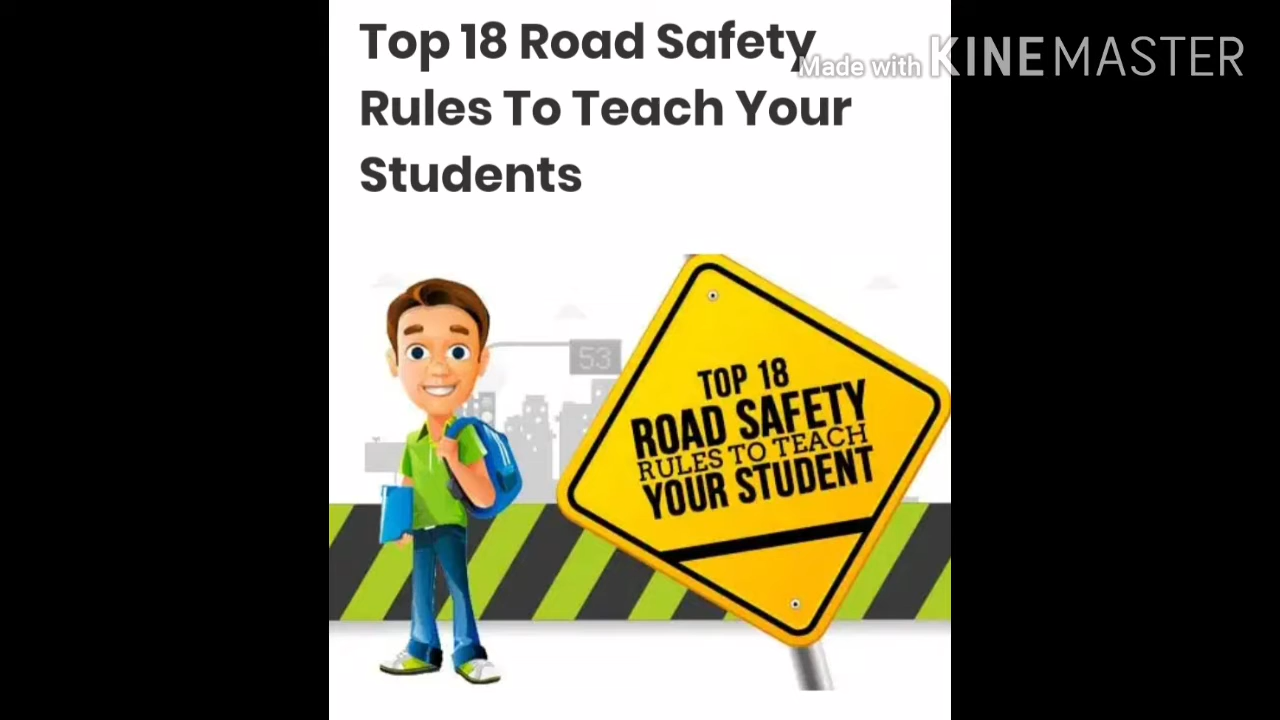 Top 18 Road Safety
Made with KINEMASTER
Rules To Teach Your
Students
53
TOP 18
ROAD SAFETY
RULES TO TEACH
YOUR STUDENT